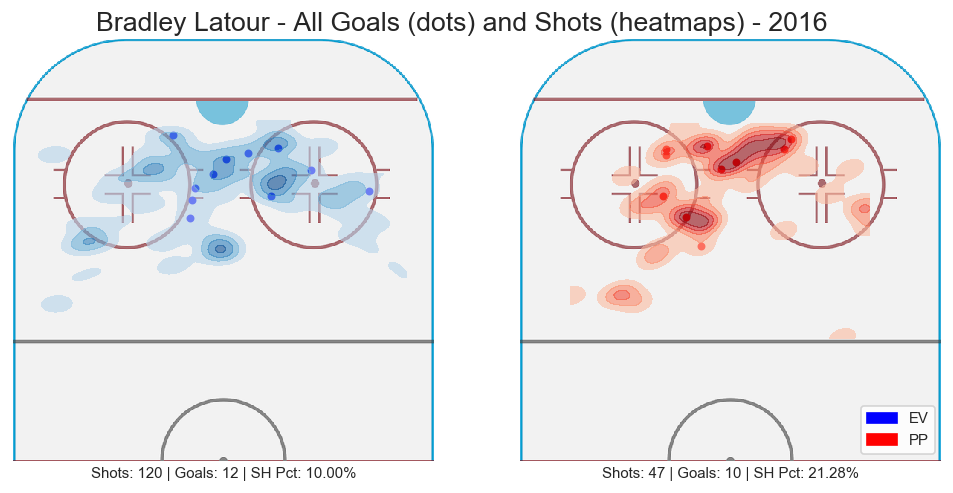 Bradley Latour - All Goals (dots) and Shots (heatmaps) - 2016
EV
PP
Shots: 120 | Goals: 12 | SH Pct: 10.00%
Shots: 47 | Goals: 10 | SH Pct: 21.28%